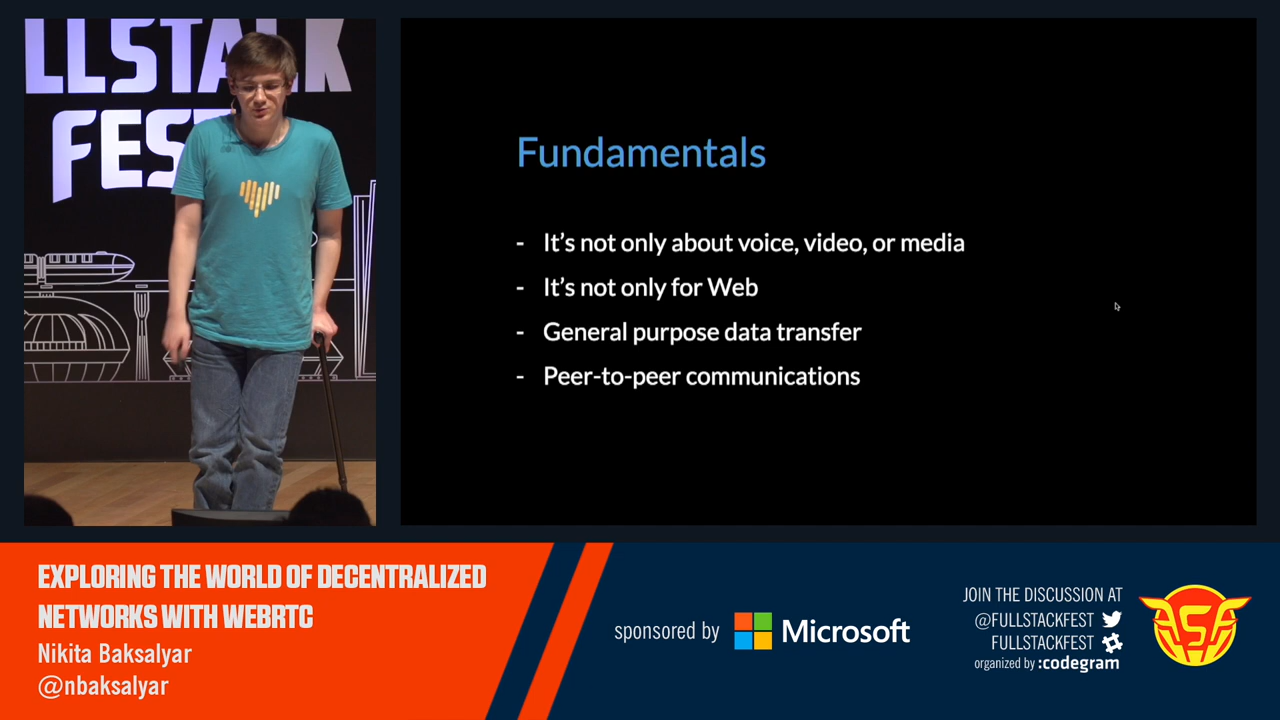 LLSTACK
FEST
Fundamentals
- It's not only about voice, video, or media
- It's not only for Web
- General purpose data transfer
- Peer-to-peer communications
EXPLORING THE WORLD OF DECENTRALIZED
NETWORKS WITH WEBRTC
Nikita Baksalyar
@nbaksalyar
sponsored by Microsoft
JOIN THE DISCUSSION AT
@FULLSTACKFEST
FULLSTACKFEST
organized by :codegram
FSF